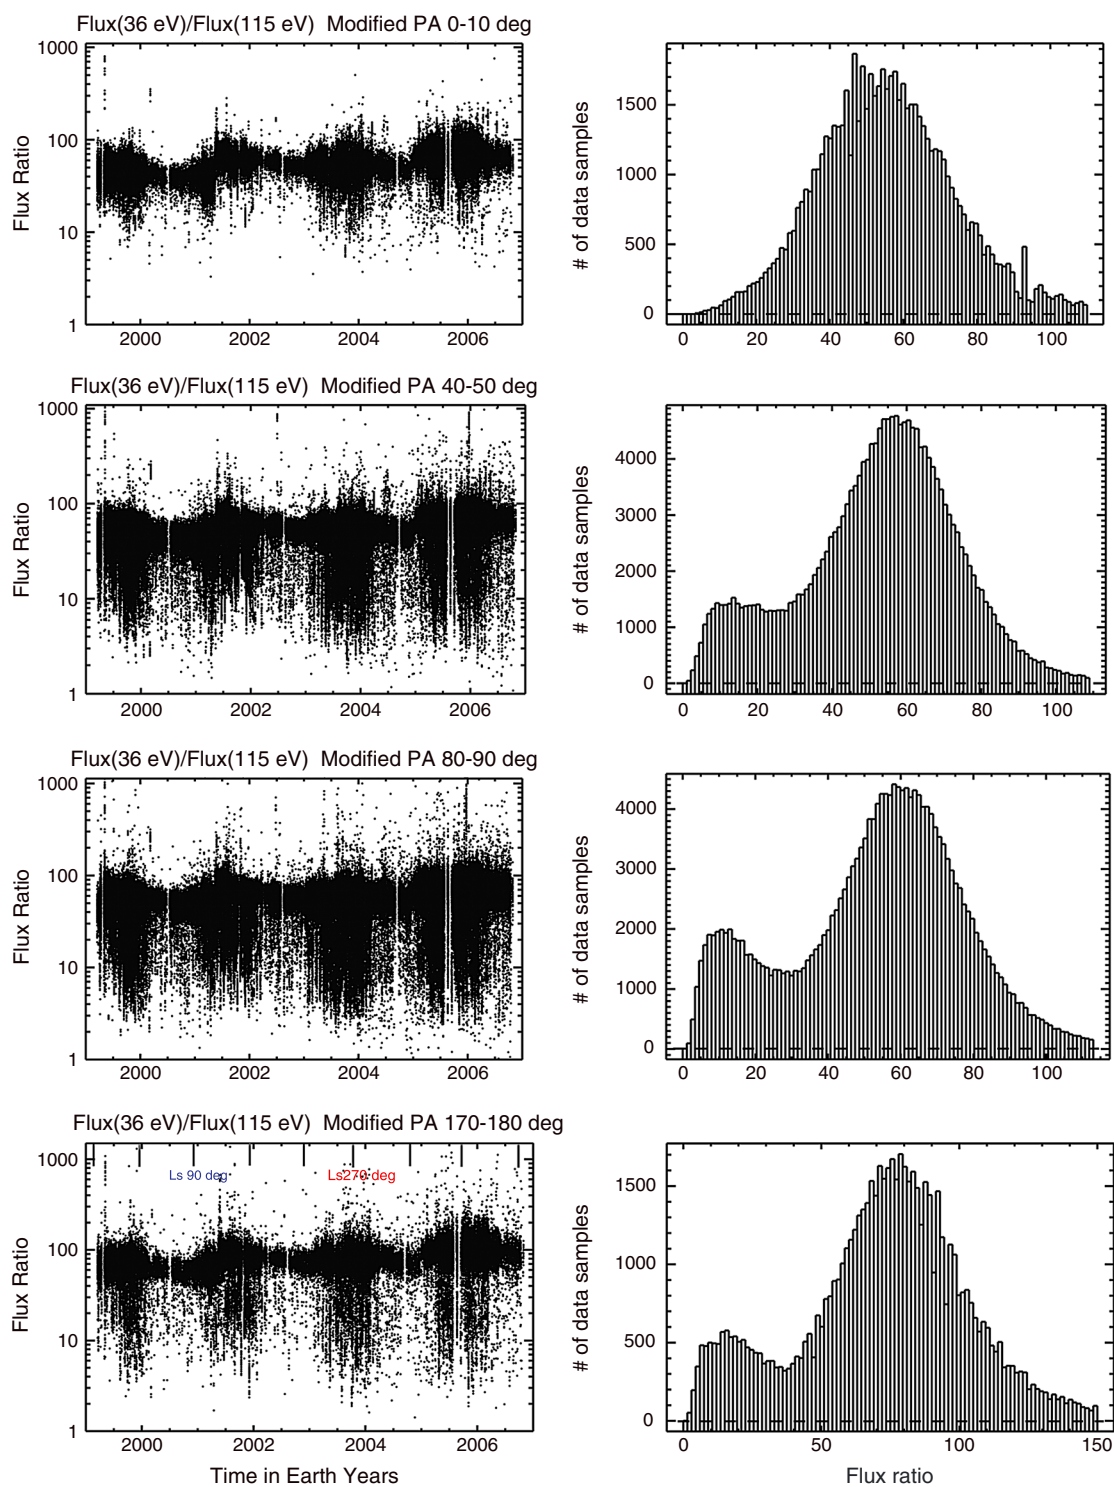 Flux(36 eV)/Flux(115 eV) Modified PA 0-10 deg
1000
100
10
1
Flux Ratio
2000 2002 2004 2006
1500
1000
500
0
# of data samples
0 20 40 60 80 100
Flux(36 eV)/Flux(115 eV) Modified PA 40-50 deg
1000
100
10
1
Flux Ratio
2000 2002 2004 2006
4000
3000
2000
1000
0
# of data samples
0 20 40 60 80 100
Flux(36 eV)/Flux(115 eV) Modified PA 80-90 deg
1000
100
10
1
Flux Ratio
2000 2002 2004 2006
4000
3000
2000
1000
0
# of data samples
0 20 40 60 80 100
Flux(36 eV)/Flux(115 eV) Modified PA 170-180 deg
1000
100
10
1
Flux Ratio
Ls 90 deg
Ls270 deg
2000 2002 2004 2006
Time in Earth Years
1500
1000
500
0
# of data samples
0 50 100 150
Flux ratio